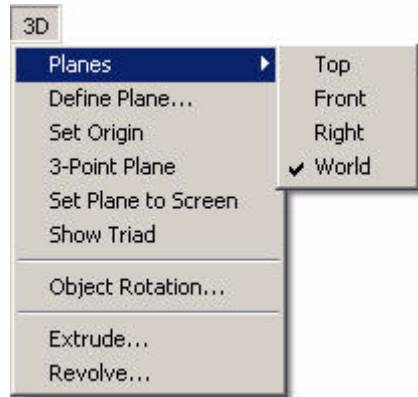 3D
Planes
Define Plane...
Set Origin
3-Point Plane
Set Plane to Screen
Show Triad
Object Rotation...
Extrude...
Revolve...
Top
Front
Right
World